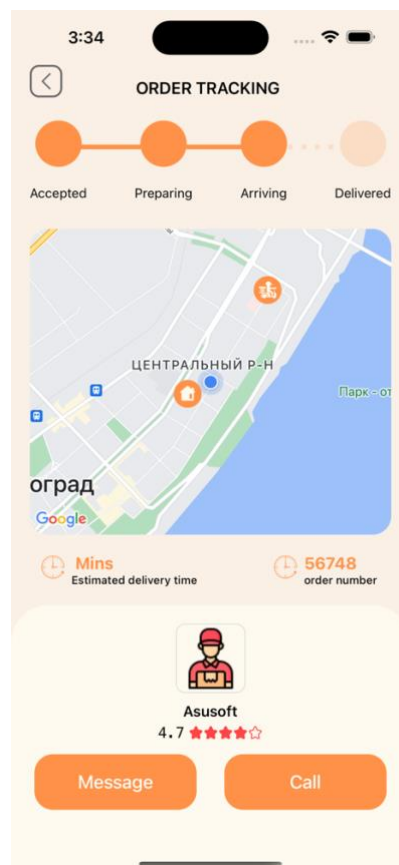 3:34
ORDER TRACKING
Accepted Preparing Arriving Delivered
ЦЕНТРАЛЬНЫЙ Р-Н
Парк - от
оград
Google
Mins 56748
Estimated delivery time order number
Asusoft
4.7
Message Call